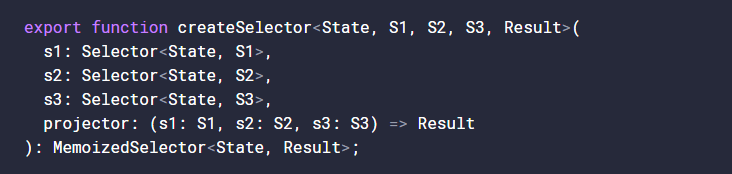 export function createSelector<State, S1, S2, S3, Result>(
  s1: Selector<State, S1>,
  s2: Selector<State, S2>,
  s3: Selector<State, S3>,
  projector: (s1: S1, s2: S2, s3: S3) => Result
): MemoizedSelector<State, Result>;